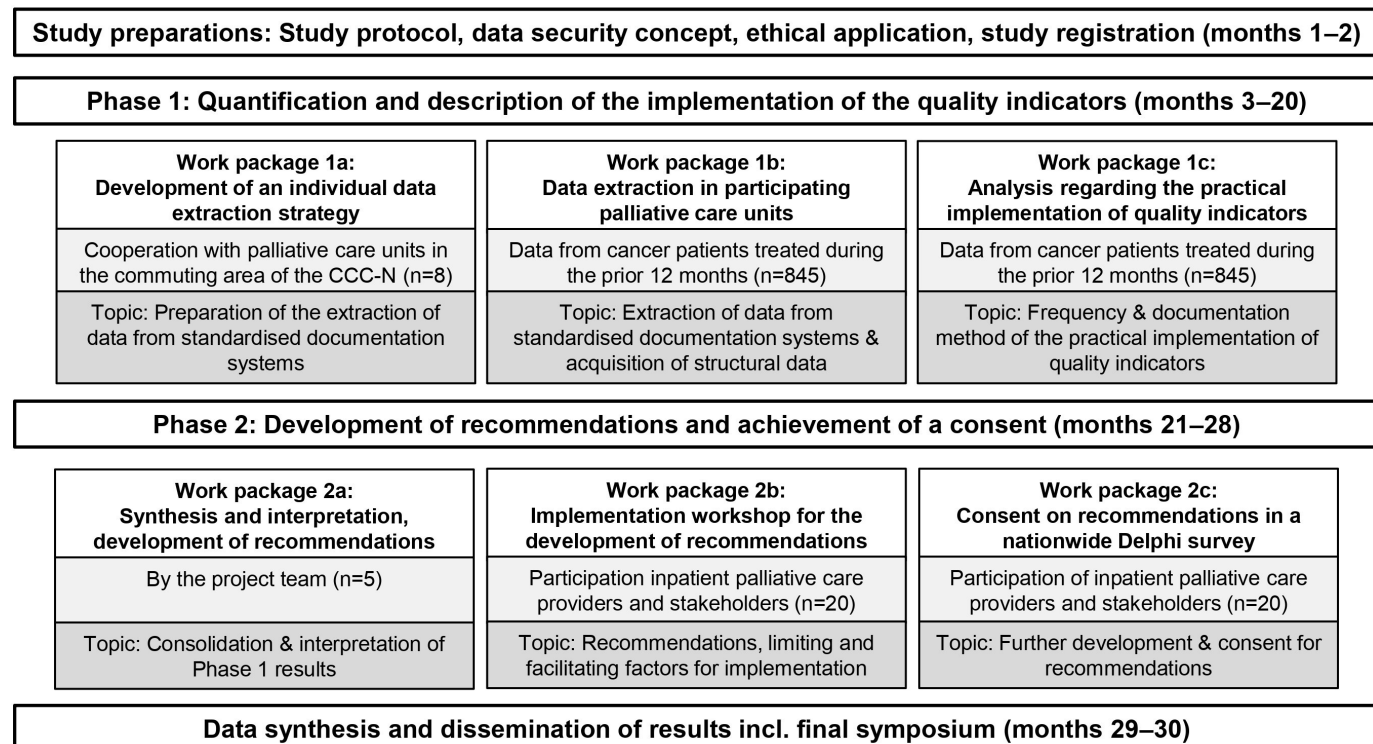 Study preparations: Study protocol, data security concept, ethical application, study registration (months 1–2)
Phase 1: Quantification and description of the implementation of the quality indicators (months 3–20)
Work package 1a:
Development of an individual data
extraction strategy
Cooperation with palliative care units in
the commuting area of the CCC-N (n=8)
Topic: Preparation of the extraction of
data from standardised documentation
systems
Work package 1b:
Data extraction in participating
palliative care units
Data from cancer patients treated during
the prior 12 months (n=845)
Topic: Extraction of data from
standardised documentation systems &
acquisition of structural data
Work package 1c:
Analysis regarding the practical
implementation of quality indicators
Data from cancer patients treated during
the prior 12 months (n=845)
Topic: Frequency & documentation
method of the practical implementation of
quality indicators
Phase 2: Development of recommendations and achievement of a consent (months 21–28)
Work package 2a:
Synthesis and interpretation,
development of recommendations
By the project team (n=5)
Topic: Consolidation & interpretation of
Phase 1 results
Work package 2b:
Implementation workshop for the
development of recommendations
Participation inpatient palliative care
providers and stakeholders (n=20)
Topic: Recommendations, limiting and
facilitating factors for implementation
Work package 2c:
Consent on recommendations in a
nationwide Delphi survey
Participation of inpatient palliative care
providers and stakeholders (n=20)
Topic: Further development & consent for
recommendations
Data synthesis and dissemination of results incl. final symposium (months 29–30)